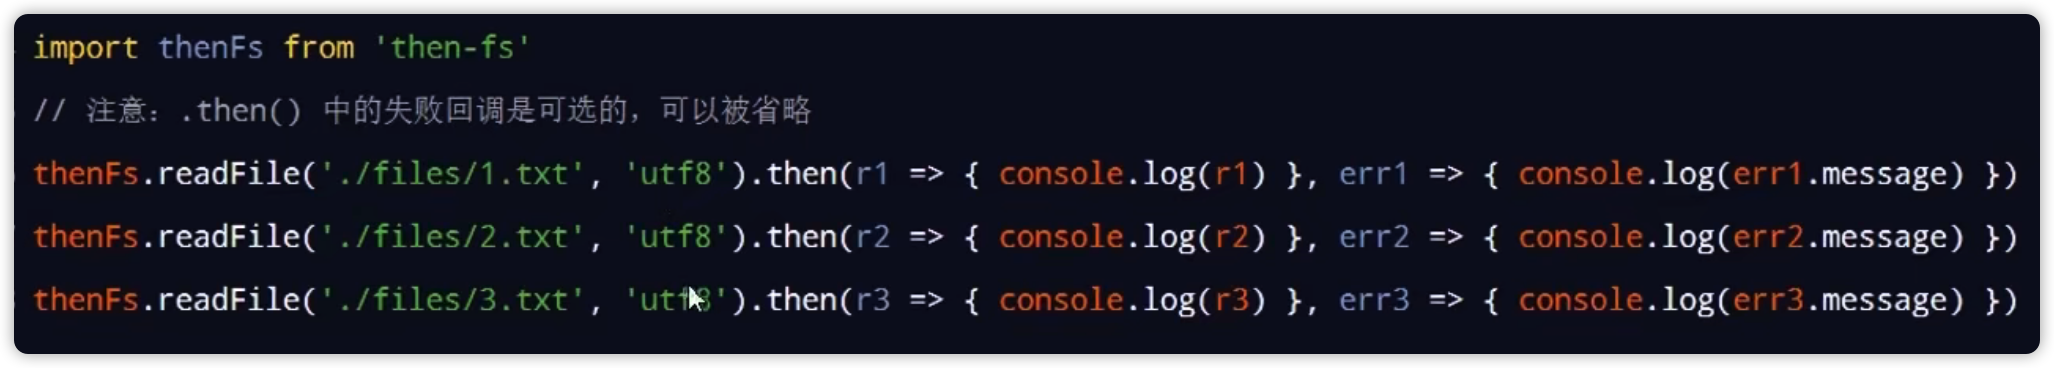 import thenFs from 'then-fs'
// 注意：.then() 中的失败回调是可选的，可以被省略
thenFs.readFile('./files/1.txt', 'utf8').then(r1 => { console.log(r1) }, err1 => { console.log(err1.message) })
thenFs.readFile('./files/2.txt', 'utf8').then(r2 => { console.log(r2) }, err2 => { console.log(err2.message) })
thenFs.readFile('./files/3.txt', 'utf8').then(r3 => { console.log(r3) }, err3 => { console.log(err3.message) })